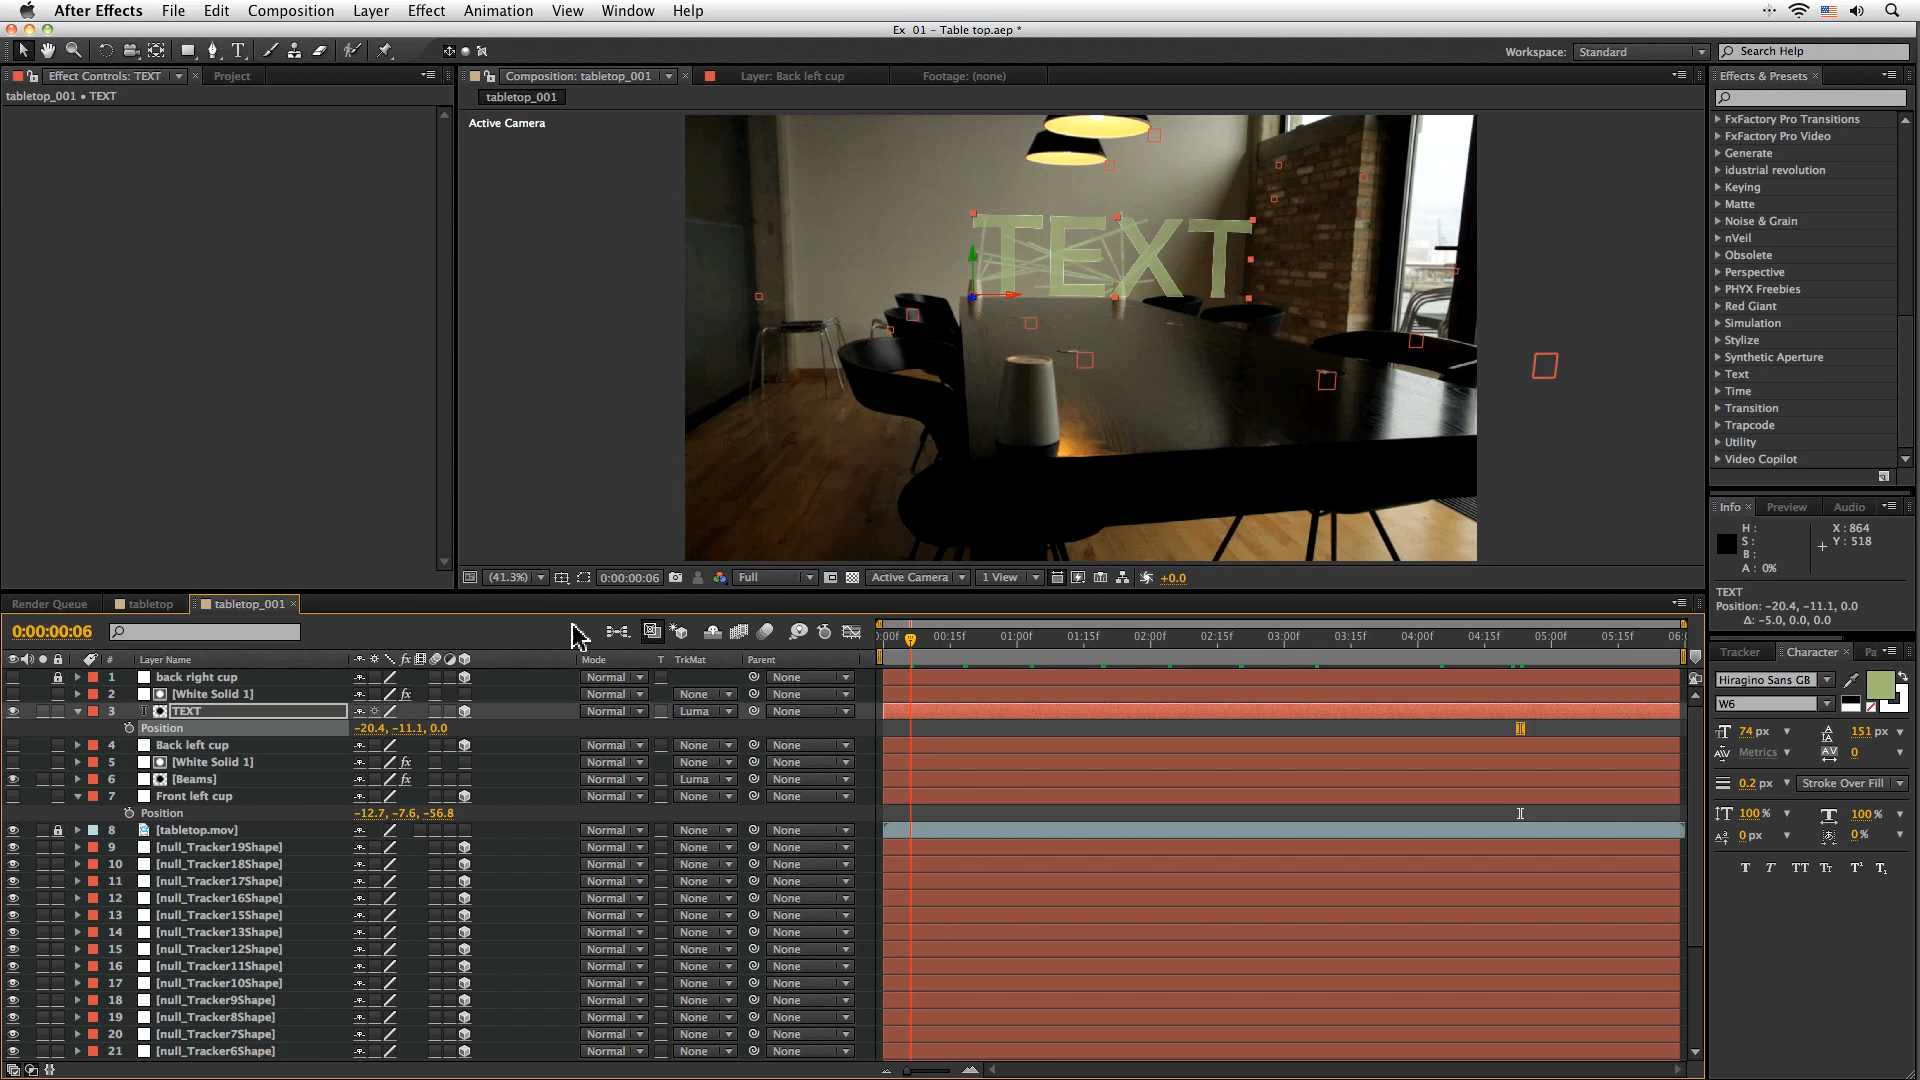 After Effects File Edit Composition Layer Effect Animation View Window Help
Ex_01 - Table top.aep *
Workspace: Standard Search Help
Effect Controls: TEXT Project Composition: tabletop_001 Layer: Back left cup Footage: (none) Effects & Presets
tabletop_001 • TEXT tabletop_001
Active Camera
TEXT
FxFactory Pro Transitions
FxFactory Pro Video
Generate
idustrial revolution
Keying
Matte
Noise & Grain
nVeil
Obsolete
Perspective
PHYX Freebies
Red Giant
Simulation
Stylize
Synthetic Aperture
Text
Time
Transition
Trapcode
Utility
Video Copilot
Info Preview Audio
H :
S :
B :
A : 0%
X : 864
Y : 518
TEXT
Position: -20.4, -11.1, 0.0
Δ: -5.0, 0.0, 0.0
(41.3%) 0:00:00:06 Full Active Camera 1 View +0.0
Render Queue tabletop tabletop_001
0:00:00:06
:00f 00:15f 01:00f 01:15f 02:00f 02:15f 03:00f 03:15f 04:00f 04:15f 05:00f 05:15f 06:
# Layer Name fx Mode T TrkMat Parent
1 back right cup Normal None
2 [White Solid 1] fx Normal None None
3 T TEXT Normal Luma None
Position -20.4, -11.1, 0.0
4 Back left cup Normal None None
5 [White Solid 1] fx Normal None None
6 [Beams] fx Normal Luma None
7 Front left cup Normal None None
Position -12.7, -7.6, -56.8
8 [tabletop.mov] Normal None None
9 [null_Tracker19Shape] Normal None None
10 [null_Tracker18Shape] Normal None None
11 [null_Tracker17Shape] Normal None None
12 [null_Tracker16Shape] Normal None None
13 [null_Tracker15Shape] Normal None None
14 [null_Tracker13Shape] Normal None None
15 [null_Tracker12Shape] Normal None None
16 [null_Tracker11Shape] Normal None None
17 [null_Tracker10Shape] Normal None None
18 [null_Tracker9Shape] Normal None None
19 [null_Tracker8Shape] Normal None None
20 [null_Tracker7Shape] Normal None None
21 [null_Tracker6Shape] Normal None None
Tracker Character Pa
Hiragino Sans GB
W6
74 px 151 px
Metrics 0
0.2 px Stroke Over Fill
100 % 100 %
0 px 0 %
T T TT Tт T¹ T₁